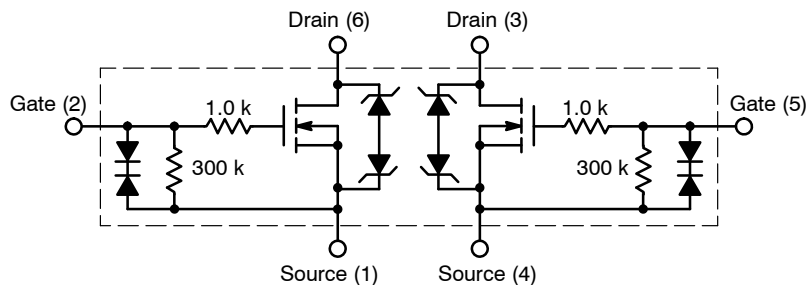 Drain (6)
Drain (3)
Gate (2)
1.0 k
1.0 k
Gate (5)
300 k
300 k
Source (1)
Source (4)